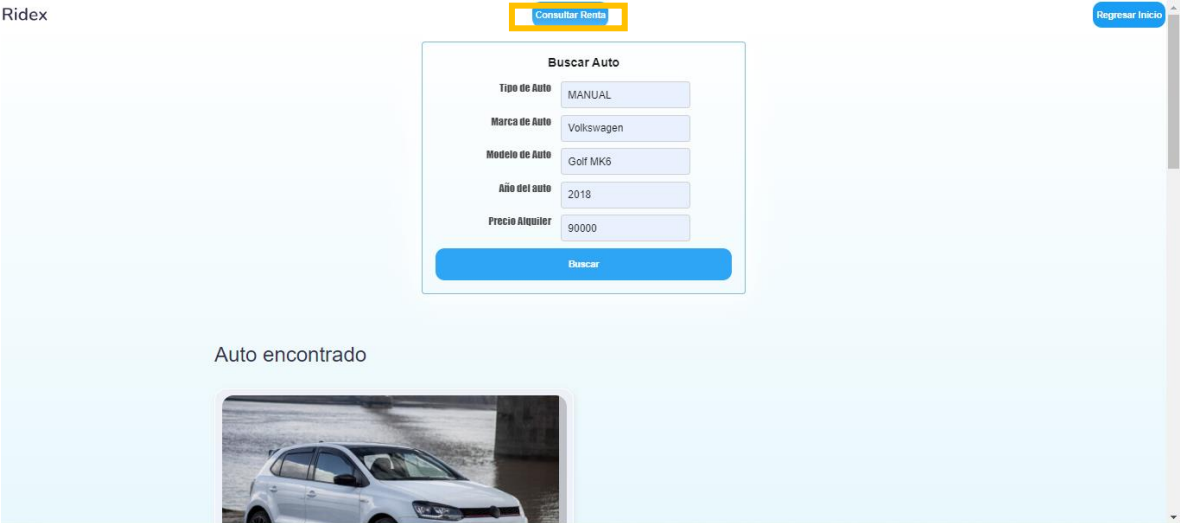 Ridex
Consultar Renta
Regresar Inicio
Buscar Auto
Tipo de Auto MANUAL
Marca de Auto Volkswagen
Modelo de Auto Golf MK6
Año del auto 2018
Precio Alquiler 90000
Buscar
Auto encontrado